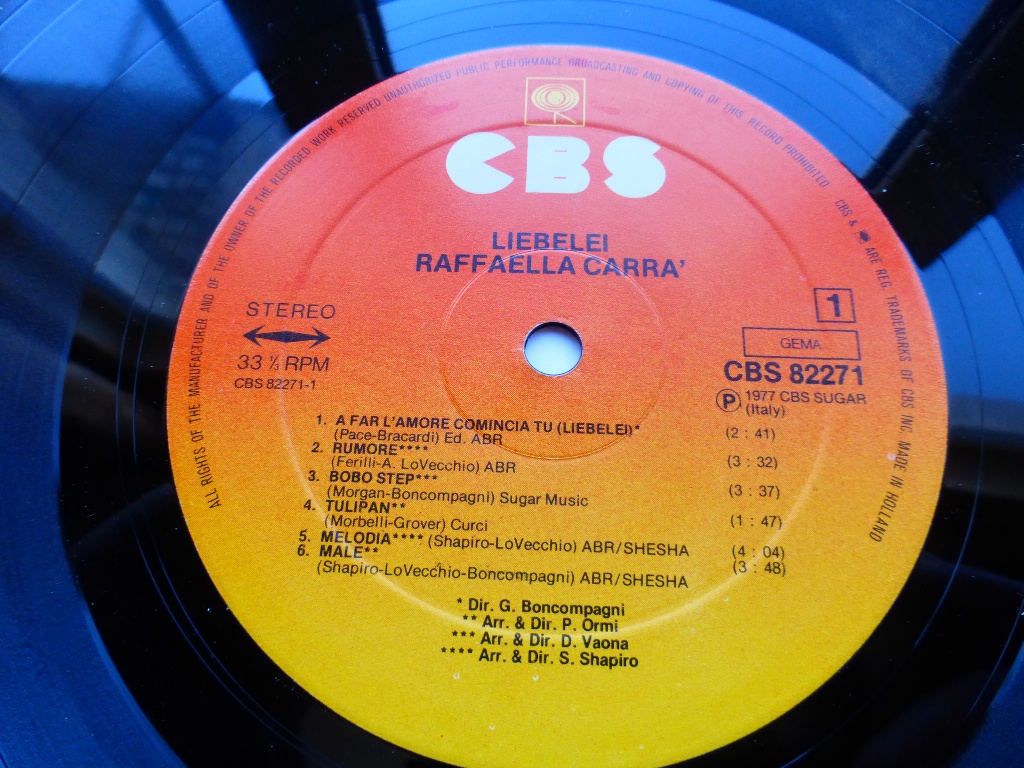 ALL RIGHTS OF THE MANUFACTURER AND OF THE OWNER OF THE RECORDED WORK RESERVED UNAUTHORIZED PUBLIC PERFORMANCE BROADCASTING AND COPYING OF THIS RECORD PROHIBITED
CBS & ARE REG. TRADEMARKS OF CBS INC MADE IN HOLLAND
CBS
LIEBELEI
RAFFAELLA CARRA'
STEREO
33 ⅓ RPM
CBS 82271-1
1
GEMA
CBS 82271
Ⓟ 1977 CBS SUGAR
(Italy)
1. A FAR L'AMORE COMINCIA TU (LIEBELEI)* (2 : 41)
(Pace-Bracardi) Ed. ABR
2. RUMORE**** (3 : 32)
(Ferilli-A. LoVecchio) ABR
3. BOBO STEP*** (3 : 37)
(Morgan-Boncompagni) Sugar Music
4. TULIPAN** (1 : 47)
(Morbelli-Grover) Curci
5. MELODIA**** (Shapiro-LoVecchio) ABR/SHESHA (4 : 04)
6. MALE** (3 : 48)
(Shapiro-LoVecchio-Boncompagni) ABR/SHESHA
* Dir. G. Boncompagni
** Arr. & Dir. P. Ormi
*** Arr. & Dir. D. Vaona
**** Arr. & Dir. S. Shapiro